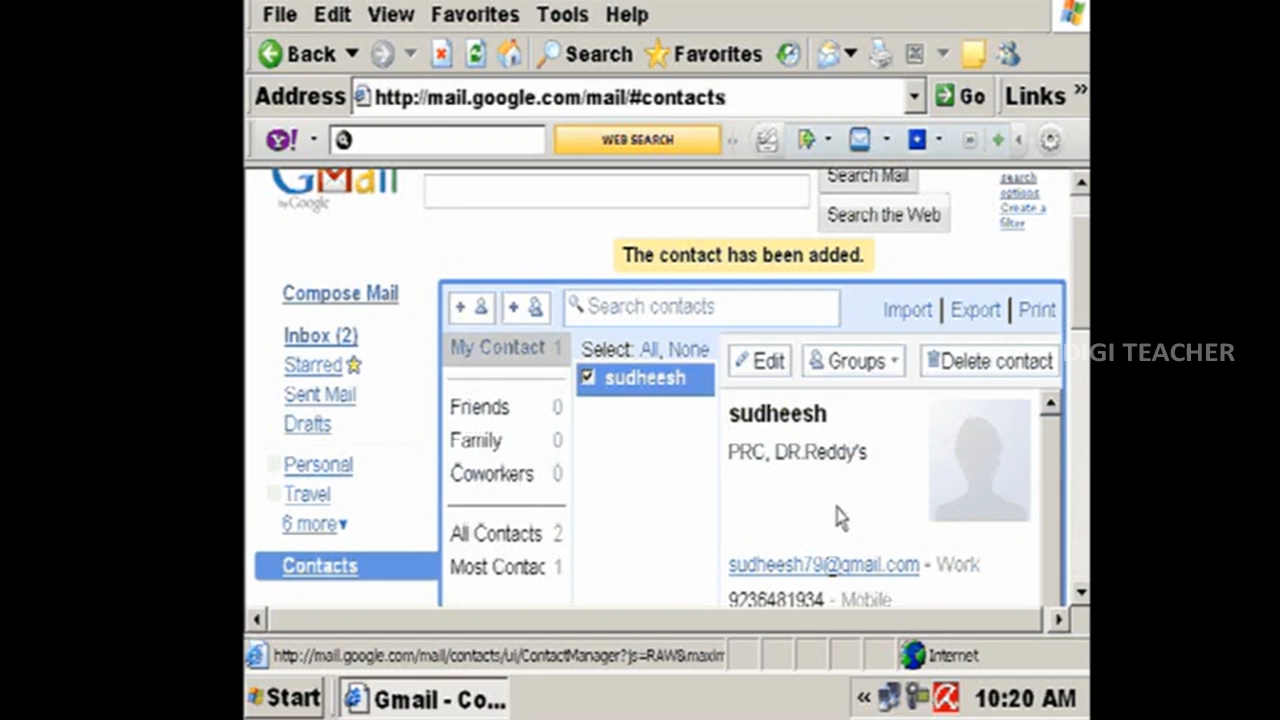 File Edit View Favorites Tools Help
Back Search Favorites
Address http://mail.google.com/mail/#contacts Go Links »
Y! WEB SEARCH
GMail Search Mail search options
by Google Search the Web Create a filter
The contact has been added.
Compose Mail
Search contacts Import | Export | Print
Inbox (2)
Starred
Sent Mail
Drafts
Personal
Travel
6 more▾
Contacts
My Contact 1
Friends 0
Family 0
Coworkers 0
All Contacts 2
Most Contac 1
Select: All, None
sudheesh
Edit Groups Delete contact
DIGI TEACHER
sudheesh
PRC, DR.Reddy's
sudheesh79@gmail.com - Work
9236481934 - Mobile
http://mail.google.com/mail/contacts/ui/ContactManager?js=RAW&maxim Internet
Start Gmail - Co... « 10:20 AM